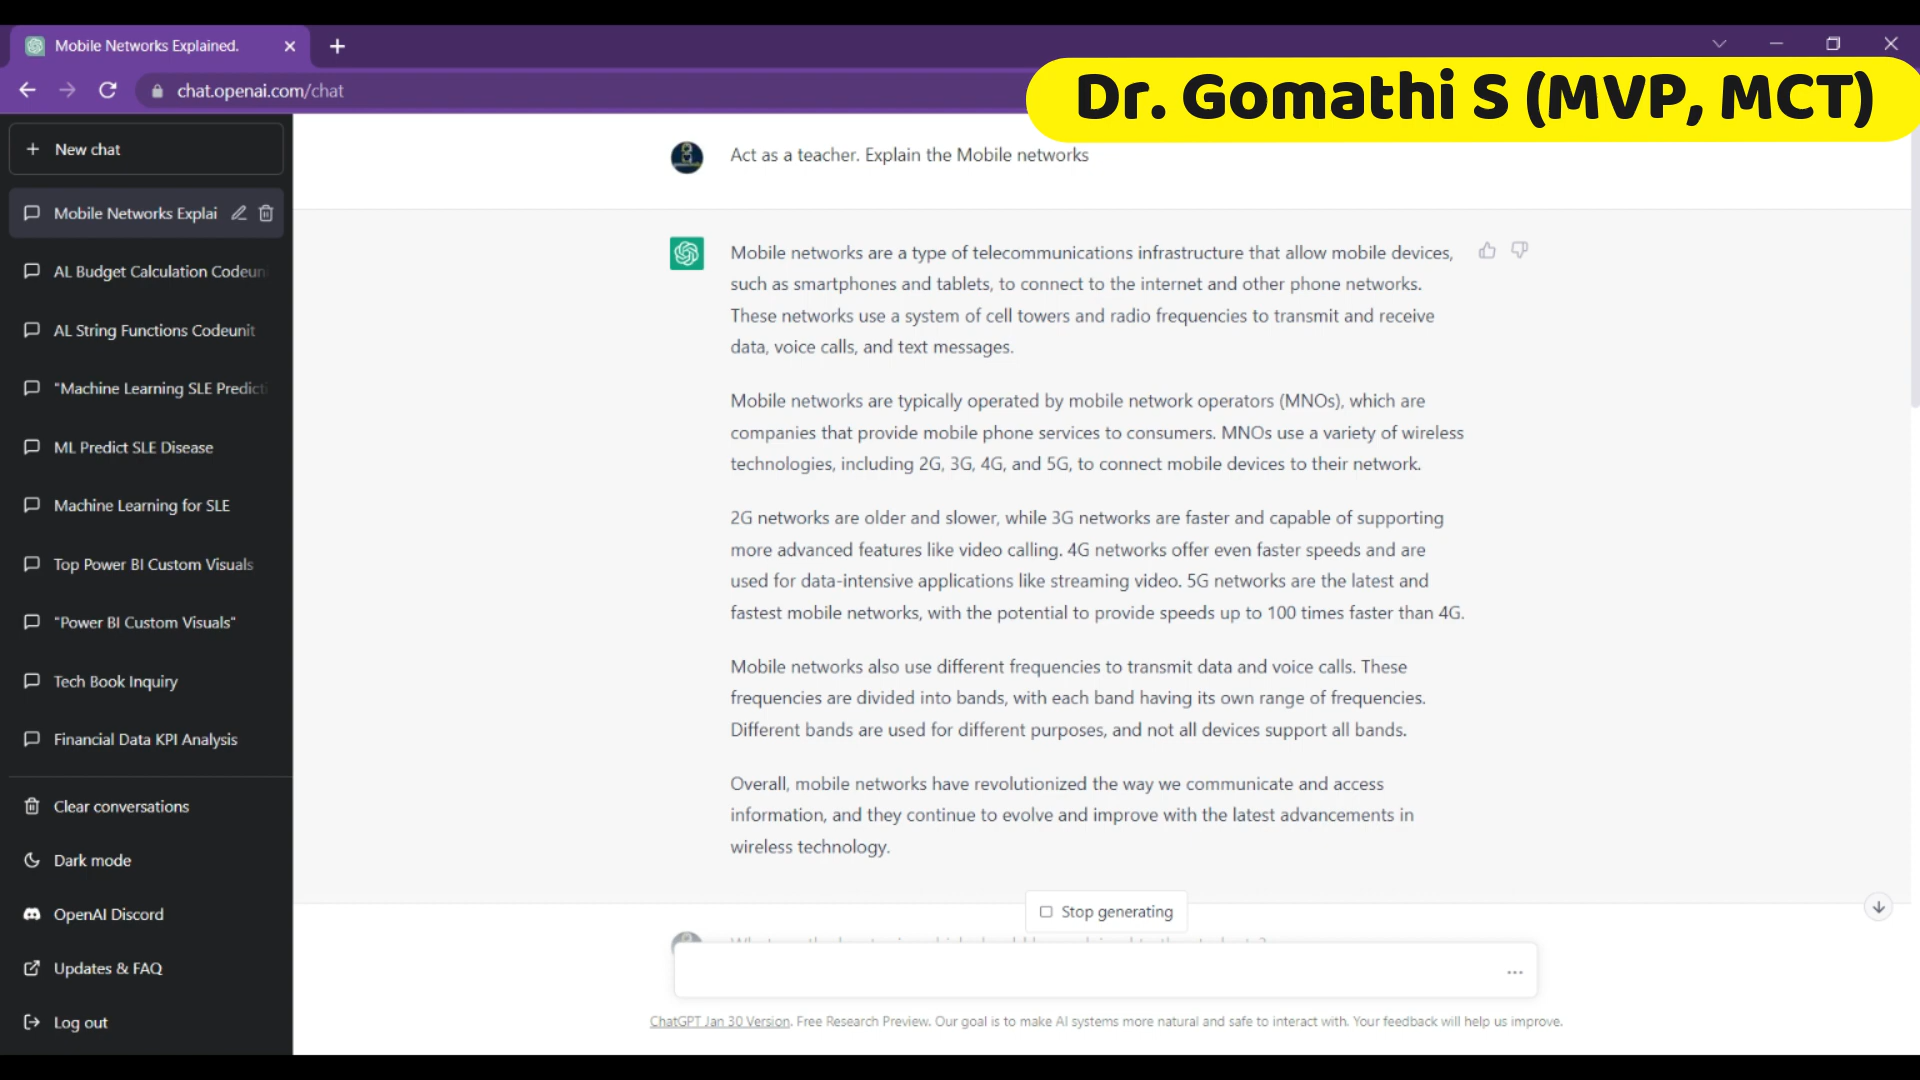 Mobile Networks Explained.
chat.openai.com/chat
Dr. Gomathi S (MVP, MCT)
New chat
Mobile Networks Explai
AL Budget Calculation Codeuni
AL String Functions Codeunit
"Machine Learning SLE Predicti
ML Predict SLE Disease
Machine Learning for SLE
Top Power BI Custom Visuals
"Power BI Custom Visuals"
Tech Book Inquiry
Financial Data KPI Analysis
Clear conversations
Dark mode
OpenAI Discord
Updates & FAQ
Log out
Act as a teacher. Explain the Mobile networks
Mobile networks are a type of telecommunications infrastructure that allow mobile devices,
such as smartphones and tablets, to connect to the internet and other phone networks.
These networks use a system of cell towers and radio frequencies to transmit and receive
data, voice calls, and text messages.
Mobile networks are typically operated by mobile network operators (MNOs), which are
companies that provide mobile phone services to consumers. MNOs use a variety of wireless
technologies, including 2G, 3G, 4G, and 5G, to connect mobile devices to their network.
2G networks are older and slower, while 3G networks are faster and capable of supporting
more advanced features like video calling. 4G networks offer even faster speeds and are
used for data-intensive applications like streaming video. 5G networks are the latest and
fastest mobile networks, with the potential to provide speeds up to 100 times faster than 4G.
Mobile networks also use different frequencies to transmit data and voice calls. These
frequencies are divided into bands, with each band having its own range of frequencies.
Different bands are used for different purposes, and not all devices support all bands.
Overall, mobile networks have revolutionized the way we communicate and access
information, and they continue to evolve and improve with the latest advancements in
wireless technology.
Stop generating
ChatGPT Jan 30 Version. Free Research Preview. Our goal is to make AI systems more natural and safe to interact with. Your feedback will help us improve.